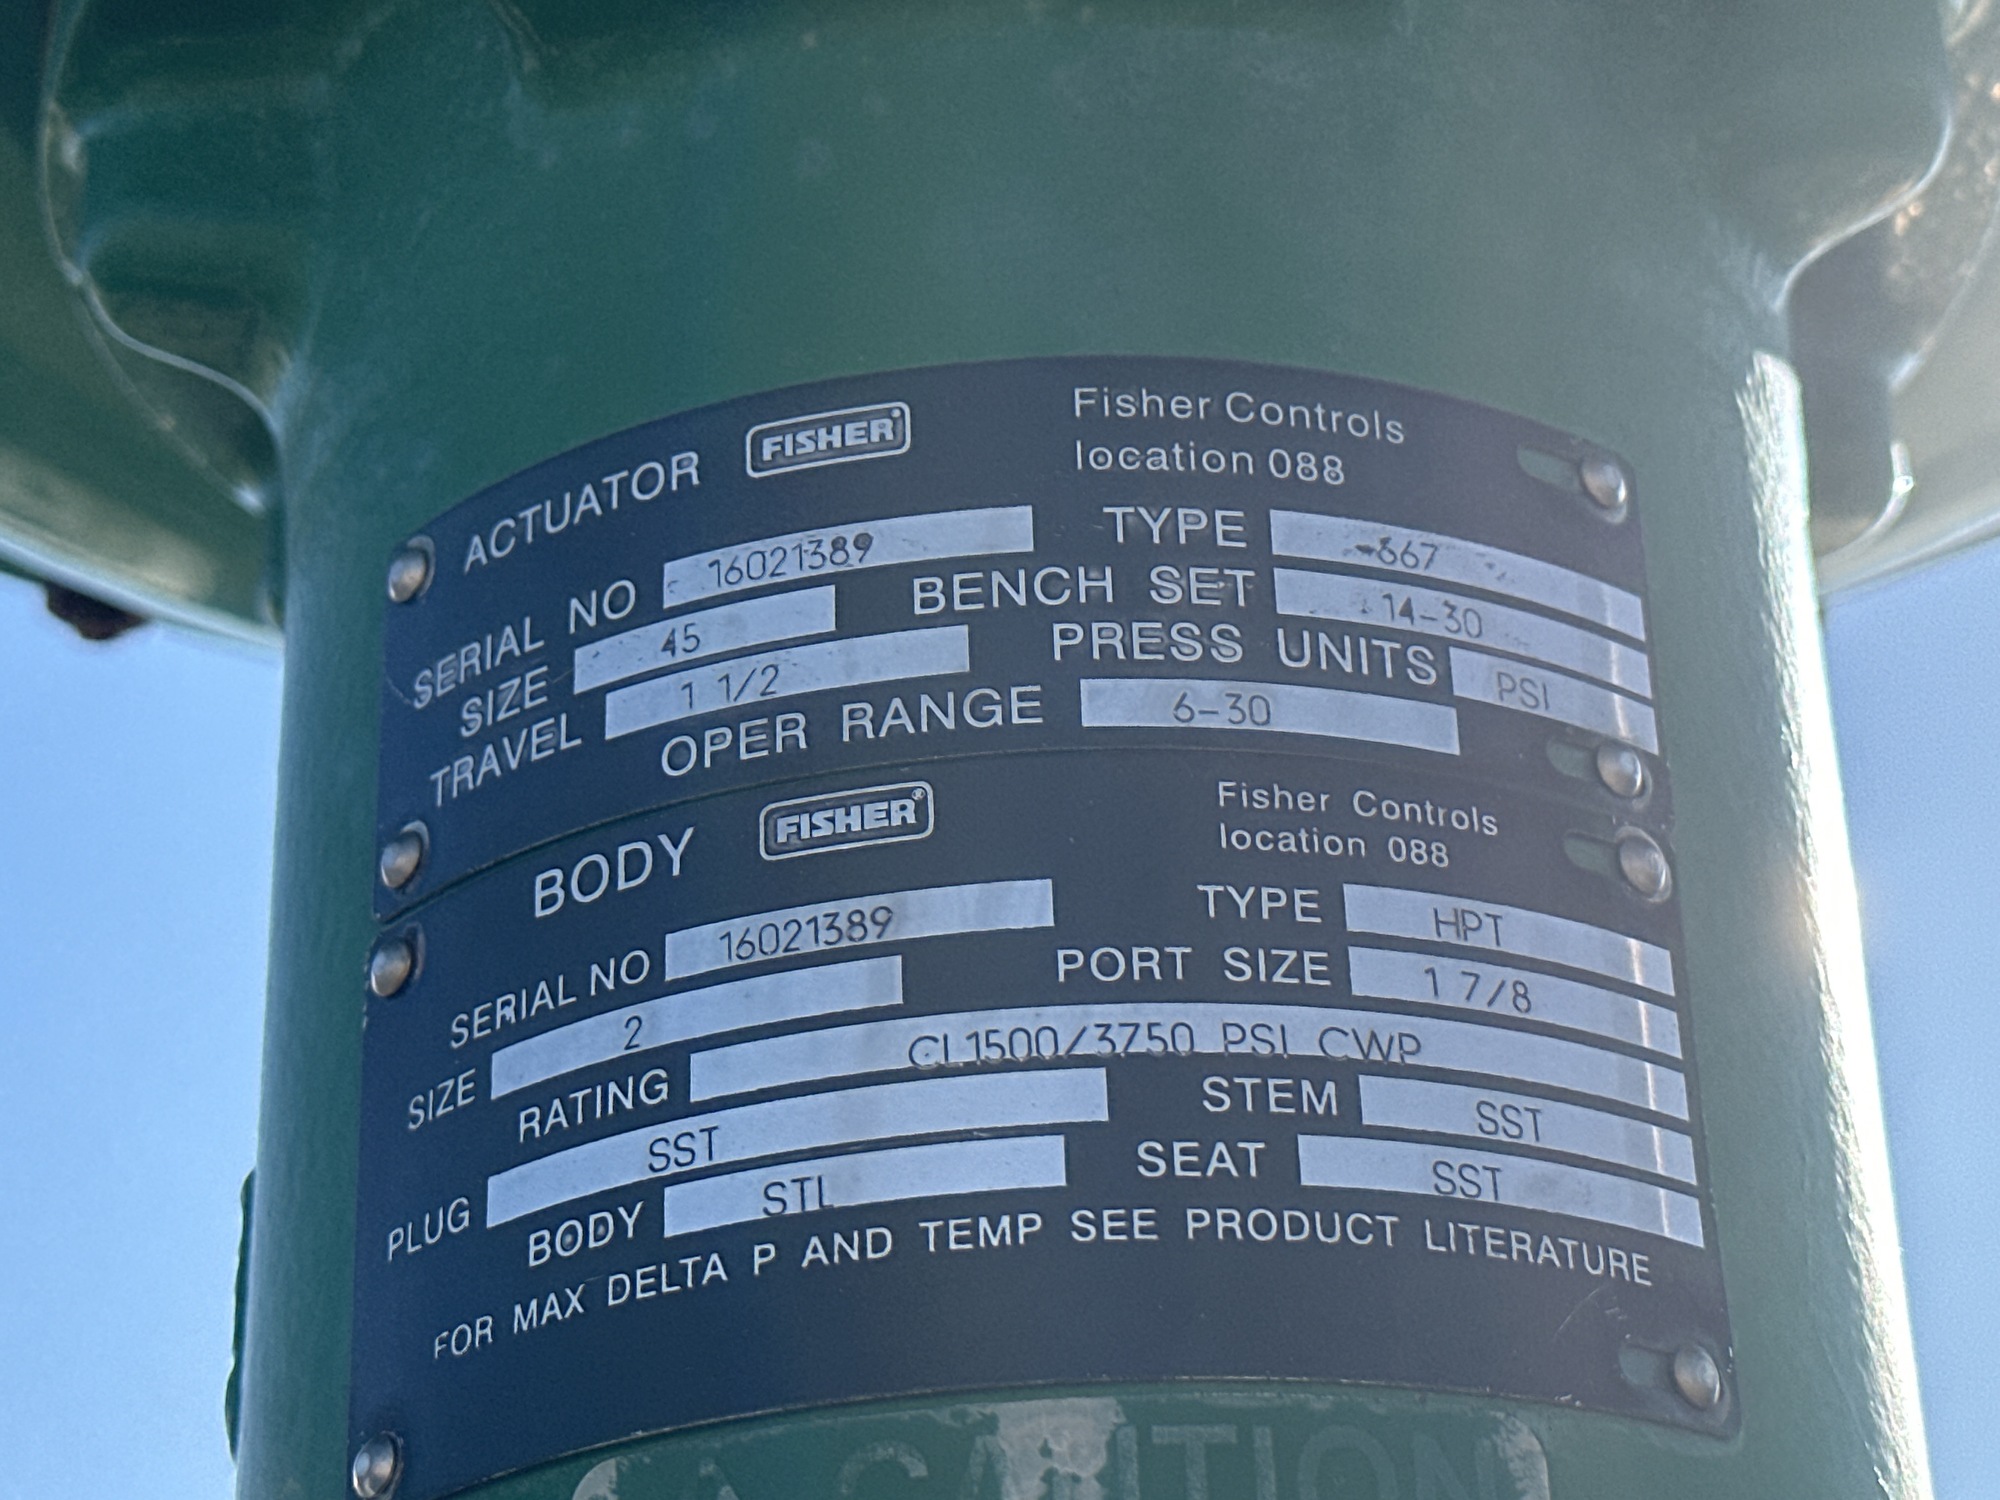 ACTUATOR FISHER Fisher Controls
location 088
SERIAL NO 16021389 TYPE 667
SIZE 45 BENCH SET 14-30
TRAVEL 1 1/2 PRESS UNITS PSI
OPER RANGE 6-30
BODY FISHER® Fisher Controls
location 088
SERIAL NO 16021389 TYPE HPT
SIZE 2 PORT SIZE 1 7/8
RATING CL1500/3750 PSI CWP
PLUG SST STEM SST
BODY STL SEAT SST
FOR MAX DELTA P AND TEMP SEE PRODUCT LITERATURE
CAUTION